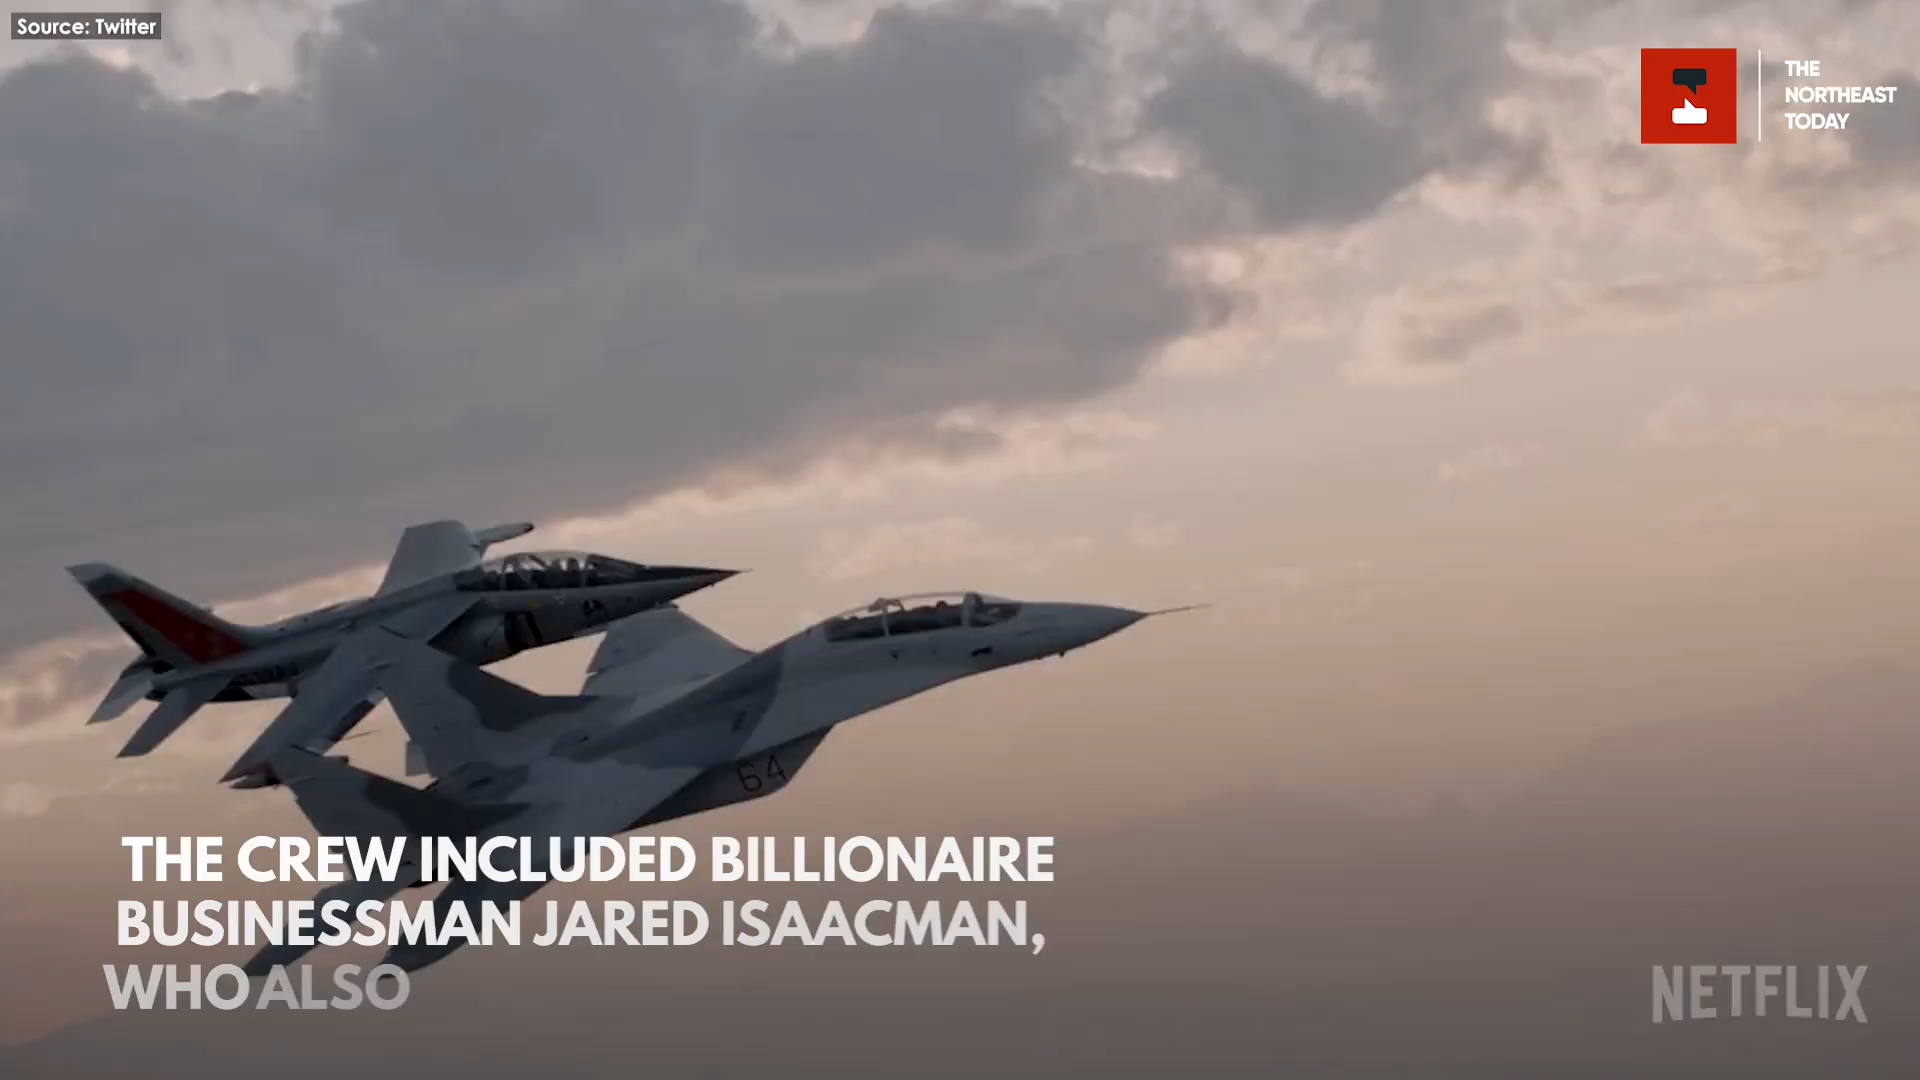 Source: Twitter
THE
NORTHEAST
TODAY
64
THE CREW INCLUDED BILLIONAIRE
BUSINESSMAN JARED ISAACMAN,
WHO ALSO
NETFLIX